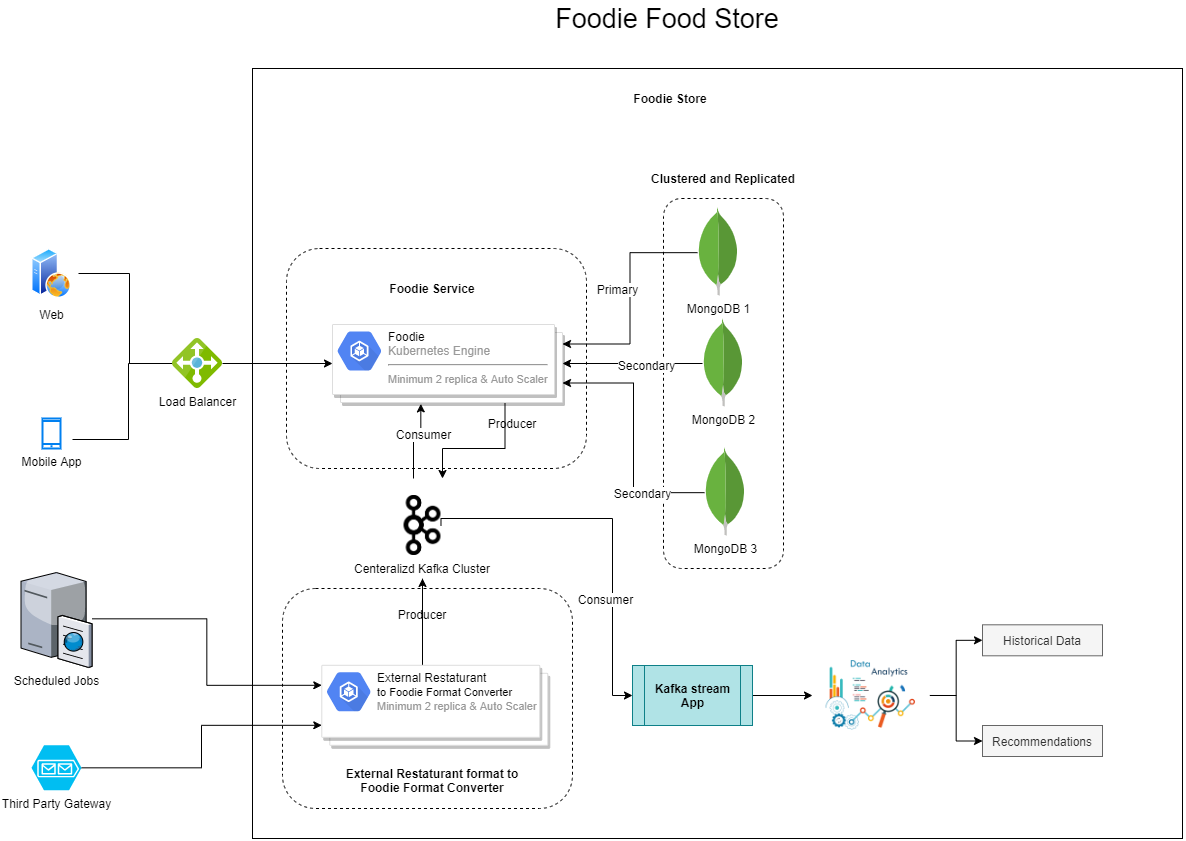 Foodie Food Store
Foodie Store
Clustered and Replicated
MongoDB 1
MongoDB 2
MongoDB 3
Primary
Secondary
Secondary
Web
Mobile App
Load Balancer
Foodie Service
Foodie
Kubernetes Engine
Minimum 2 replica & Auto Scaler
Consumer
Producer
Centeralizd Kafka Cluster
Producer
Consumer
Scheduled Jobs
Third Party Gateway
External Restaturant
to Foodie Format Converter
Minimum 2 replica & Auto Scaler
External Restaturant format to
Foodie Format Converter
Kafka stream
App
Data
Analytics
Historical Data
Recommendations